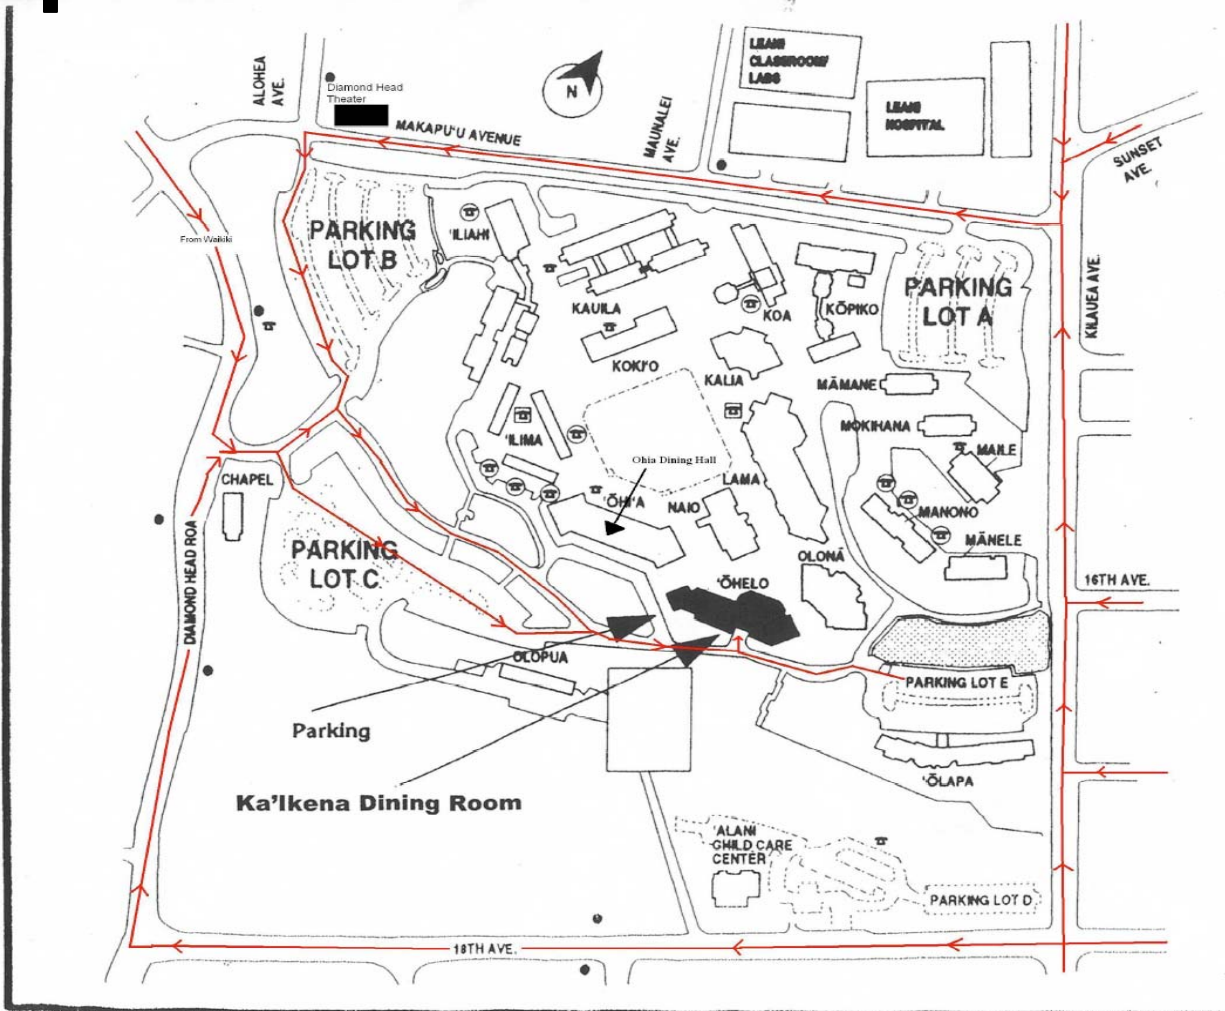 ALOHEA
AVE.
Diamond Head
Theater
MAKAPU'U AVENUE
N
MAUNALEI
AVE.
LEAHI
CLASSROOM/
LABS
LEAHI
HOSPITAL
SUNSET
AVE.
From Waikiki
PARKING
LOT B
'ILIAHI
KAUILA
KOKI'O
KOA
KŌPIKO
PARKING
LOT A
KILAUEA AVE.
KALIA
MĀMANE
MOKIHANA
MAILE
'ILIMA
Ohia Dining Hall
LAMA
'ŌHI'A
NAIO
MANONO
MĀNELE
OLONĀ
CHAPEL
PARKING
LOT C
DIAMOND HEAD ROA
'ŌHELO
16TH AVE.
OLOPUA
PARKING LOT E
Parking
'ŌLAPA
Ka'Ikena Dining Room
'ALANI
CHILD CARE
CENTER
PARKING LOT D
18TH AVE.